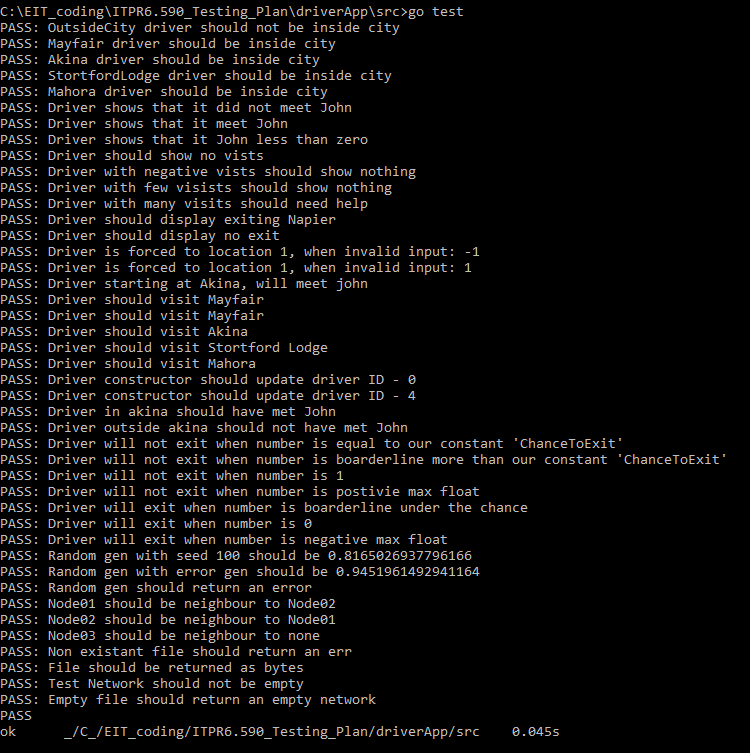 C:\EIT_coding\ITPR6.590_Testing_Plan\driverApp\src>go test
PASS: OutsideCity driver should not be inside city
PASS: Mayfair driver should be inside city
PASS: Akina driver should be inside city
PASS: StortfordLodge driver should be inside city
PASS: Mahora driver should be inside city
PASS: Driver shows that it did not meet John
PASS: Driver shows that it meet John
PASS: Driver shows that it John less than zero
PASS: Driver should show no vists
PASS: Driver with negative vists should show nothing
PASS: Driver with few visists should show nothing
PASS: Driver with many visits should need help
PASS: Driver should display exiting Napier
PASS: Driver should display no exit
PASS: Driver is forced to location 1, when invalid input: -1
PASS: Driver is forced to location 1, when invalid input: 1
PASS: Driver starting at Akina, will meet john
PASS: Driver should visit Mayfair
PASS: Driver should visit Mayfair
PASS: Driver should visit Akina
PASS: Driver should visit Stortford Lodge
PASS: Driver should visit Mahora
PASS: Driver constructor should update driver ID - 0
PASS: Driver constructor should update driver ID - 4
PASS: Driver in akina should have met John
PASS: Driver outside akina should not have met John
PASS: Driver will not exit when number is equal to our constant 'ChanceToExit'
PASS: Driver will not exit when number is boarderline more than our constant 'ChanceToExit'
PASS: Driver will not exit when number is 1
PASS: Driver will not exit when number is postivie max float
PASS: Driver will exit when number is boarderline under the chance
PASS: Driver will exit when number is 0
PASS: Driver will exit when number is negative max float
PASS: Random gen with seed 100 should be 0.8165026937796166
PASS: Random gen with error gen should be 0.9451961492941164
PASS: Random gen should return an error
PASS: Node01 should be neighbour to Node02
PASS: Node02 should be neighbour to Node01
PASS: Node03 should be neighbour to none
PASS: Non existant file should return an err
PASS: File should be returned as bytes
PASS: Test Network should not be empty
PASS: Empty file should return an empty network
PASS
ok      _/C_/EIT_coding/ITPR6.590_Testing_Plan/driverApp/src    0.045s